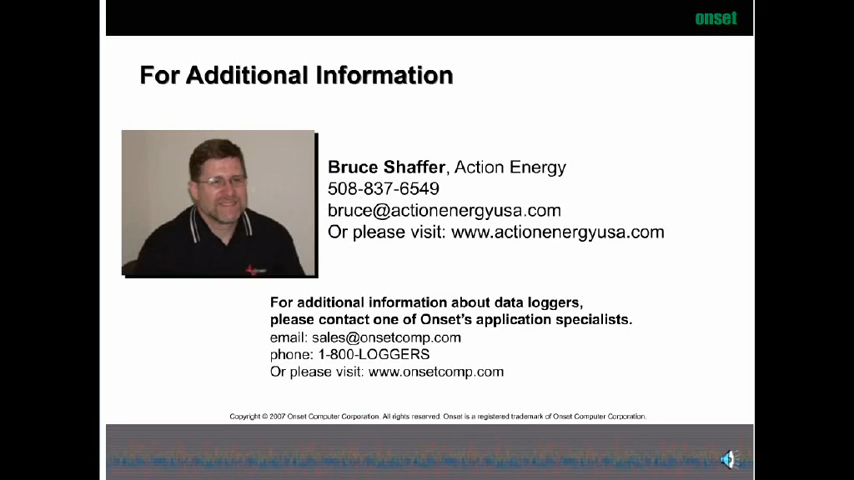 onset
For Additional Information
Bruce Shaffer, Action Energy
508-837-6549
bruce@actionenergyusa.com
Or please visit: www.actionenergyusa.com
For additional information about data loggers,
please contact one of Onset's application specialists.
email: sales@onsetcomp.com
phone: 1-800-LOGGERS
Or please visit: www.onsetcomp.com
Copyright © 2007 Onset Computer Corporation. All rights reserved. Onset is a registered trademark of Onset Computer Corporation.